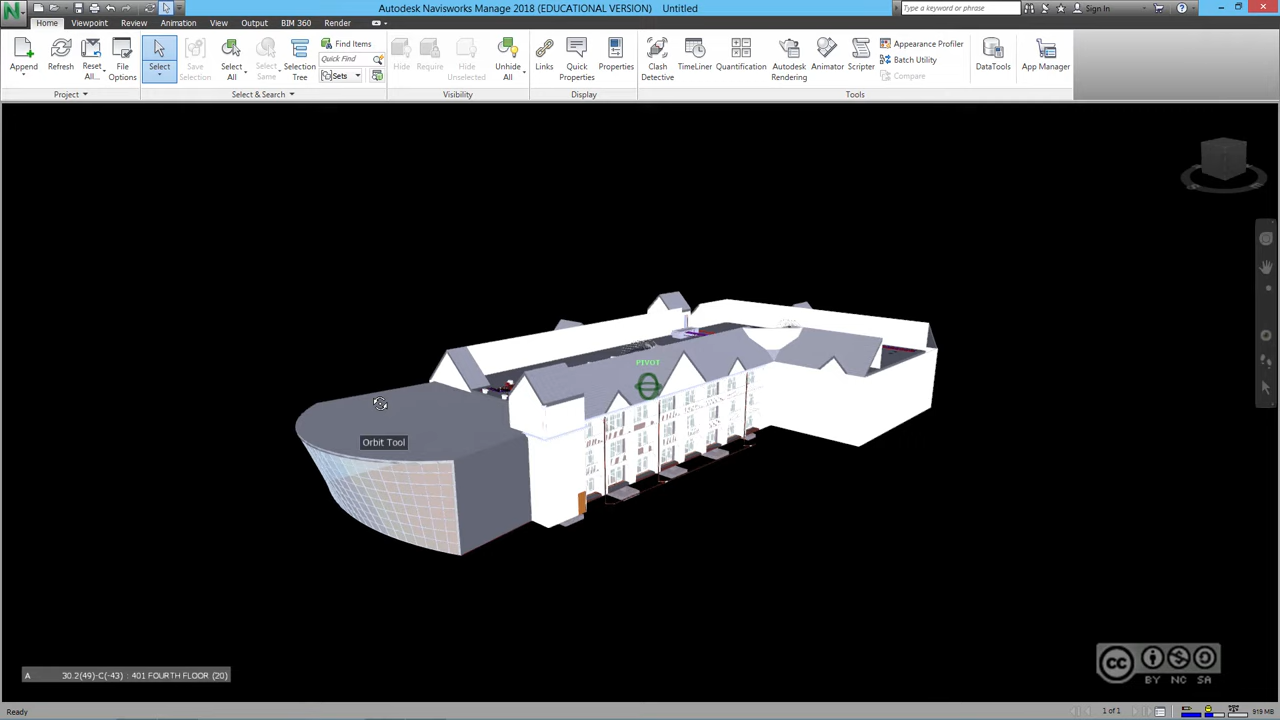 Autodesk Navisworks Manage 2018 (EDUCATIONAL VERSION) Untitled
Type a keyword or phrase
Sign In
Home Viewpoint Review Animation View Output BIM 360 Render
Append
Refresh
Reset All...
File Options
Select
Save Selection
Select All
Select Same
Selection Tree
Find Items
Quick Find
Sets
Hide
Require
Hide Unselected
Unhide All
Links
Quick Properties
Properties
Clash Detective
TimeLiner
Quantification
Autodesk Rendering
Animator
Scripter
Appearance Profiler
Batch Utility
Compare
DataTools
App Manager
Project Select & Search Visibility Display Tools
PIVOT
Orbit Tool
A 30.2(49)-C(-43) : 401 FOURTH FLOOR (20)
cc
BY NC SA
Ready
1 of 1
919 MB